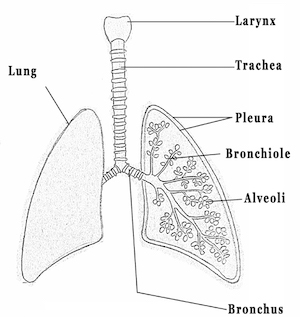 Larynx
Trachea
Lung
Pleura
Bronchiole
Alveoli
Bronchus